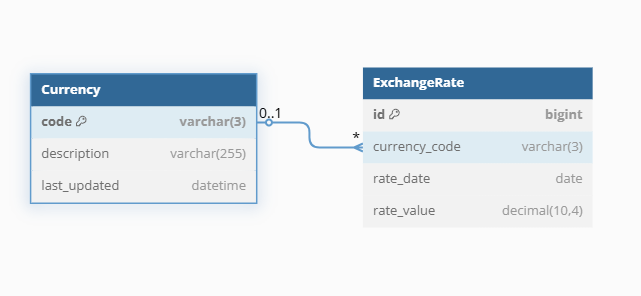 Currency
code varchar(3)
description varchar(255)
last_updated datetime
0..1
*
ExchangeRate
id bigint
currency_code varchar(3)
rate_date date
rate_value decimal(10,4)